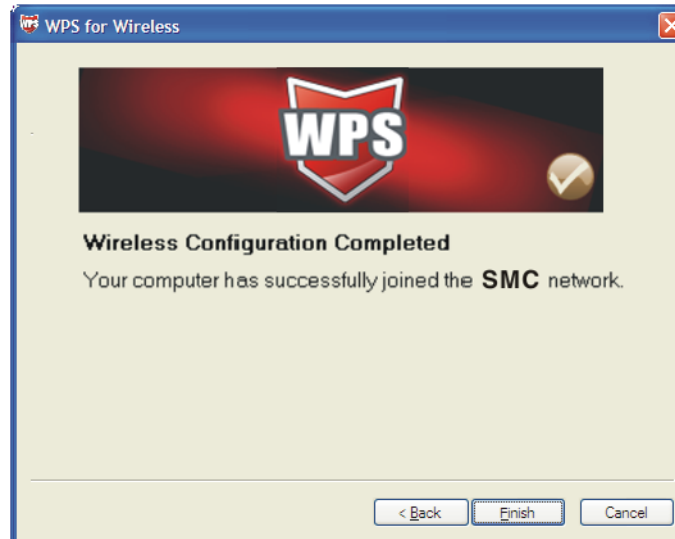 WPS for Wireless
WPS
Wireless Configuration Completed
Your computer has successfully joined the SMC network.
< Back
Finish
Cancel